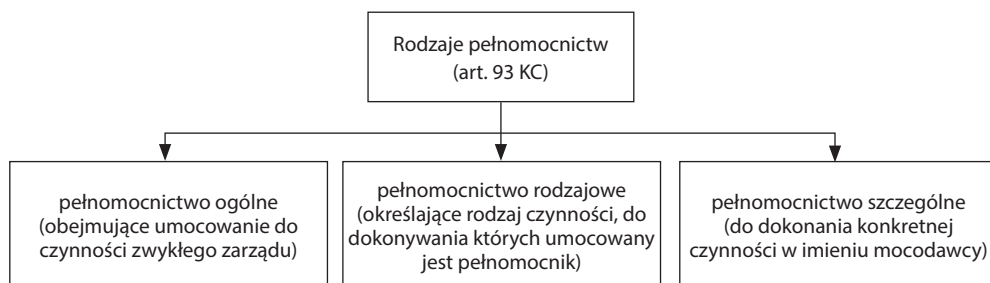 Rodzaje pełnomocnictw
(art. 93 KC)
pełnomocnictwo ogólne
(obejmujące umocowanie do
czynności zwykłego zarządu)
pełnomocnictwo rodzajowe
(określające rodzaj czynności, do
dokonywania których umocowany
jest pełnomocnik)
pełnomocnictwo szczególne
(do dokonania konkretnej
czynności w imieniu mocodawcy)